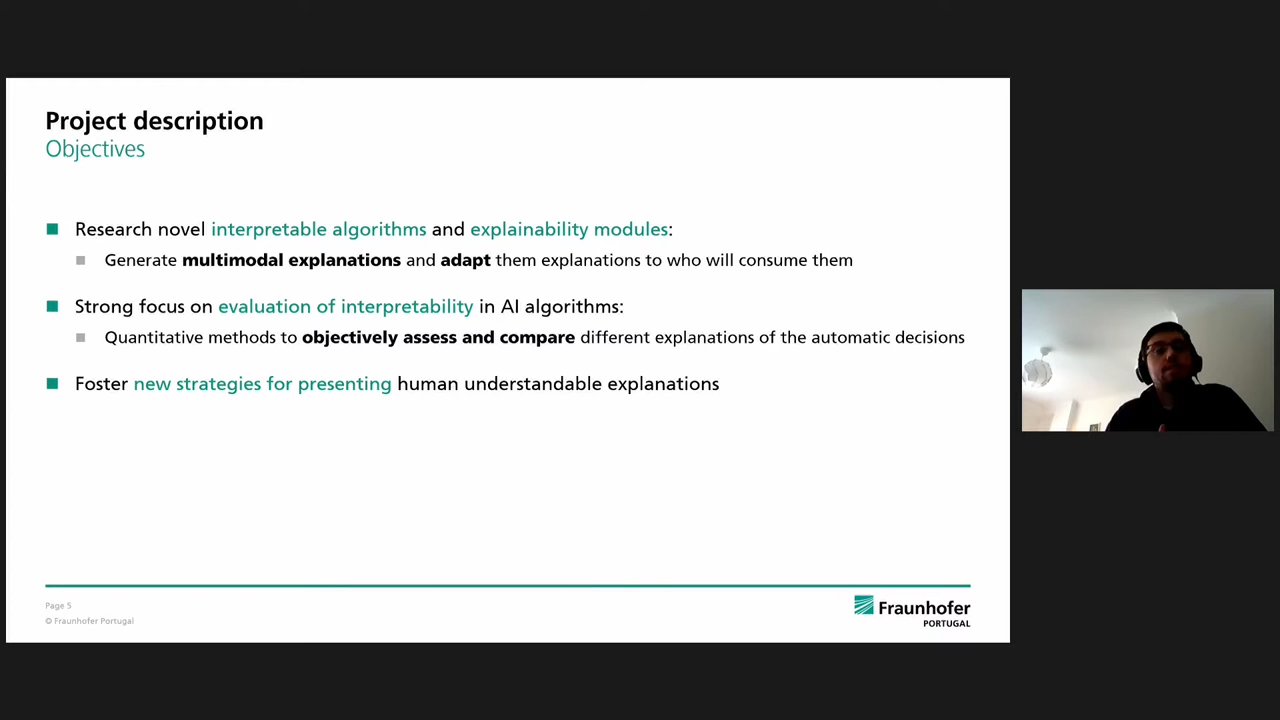 Project description
Objectives
Research novel interpretable algorithms and explainability modules:
Generate multimodal explanations and adapt them explanations to who will consume them
Strong focus on evaluation of interpretability in AI algorithms:
Quantitative methods to objectively assess and compare different explanations of the automatic decisions
Foster new strategies for presenting human understandable explanations
Page 5
© Fraunhofer Portugal
Fraunhofer
PORTUGAL